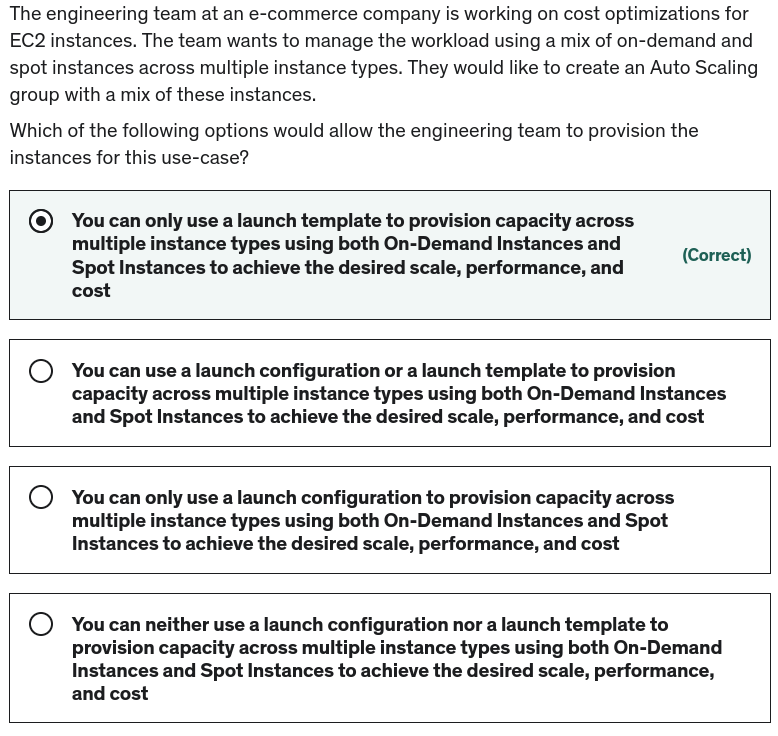 The engineering team at an e-commerce company is working on cost optimizations for
EC2 instances. The team wants to manage the workload using a mix of on-demand and
spot instances across multiple instance types. They would like to create an Auto Scaling
group with a mix of these instances.
Which of the following options would allow the engineering team to provision the
instances for this use-case?
You can only use a launch template to provision capacity across
multiple instance types using both On-Demand Instances and
Spot Instances to achieve the desired scale, performance, and
cost
(Correct)
You can use a launch configuration or a launch template to provision
capacity across multiple instance types using both On-Demand Instances
and Spot Instances to achieve the desired scale, performance, and cost
You can only use a launch configuration to provision capacity across
multiple instance types using both On-Demand Instances and Spot
Instances to achieve the desired scale, performance, and cost
You can neither use a launch configuration nor a launch template to
provision capacity across multiple instance types using both On-Demand
Instances and Spot Instances to achieve the desired scale, performance,
and cost